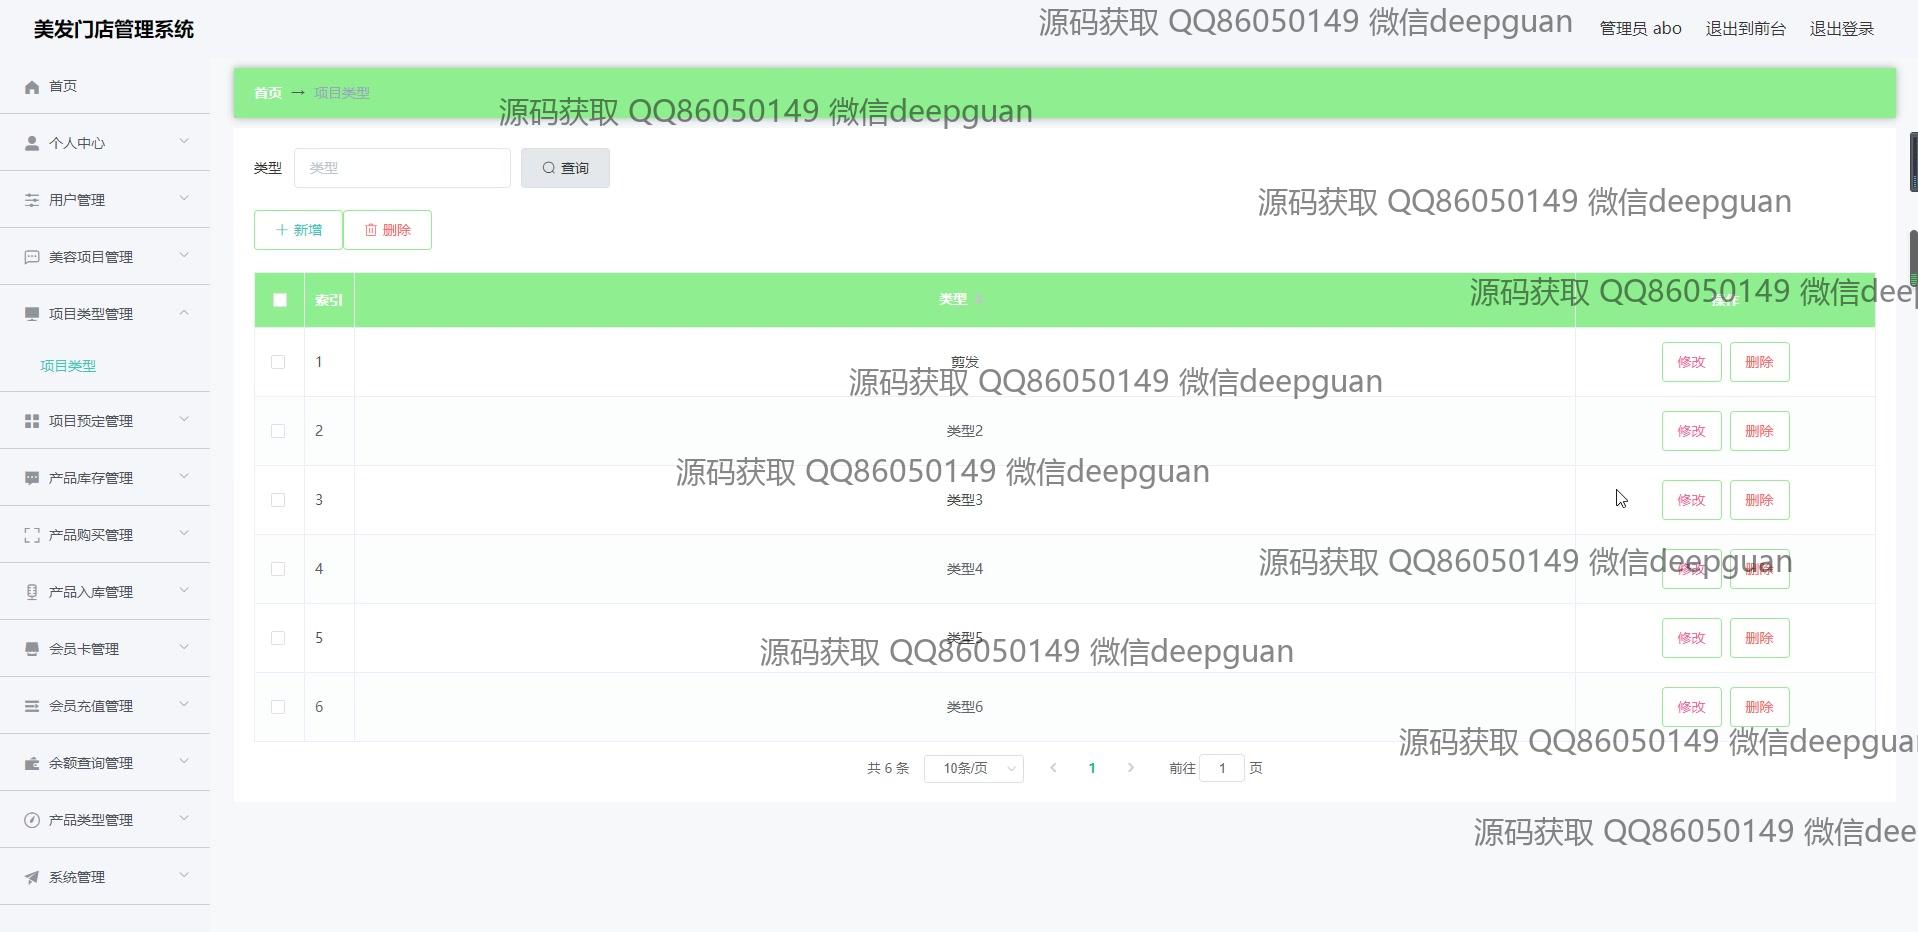 美发门店管理系统
源码获取 QQ86050149 微信deepguan
管理员 abo
退出到前台
退出登录
首页
个人中心
用户管理
美容项目管理
项目类型管理
项目类型
项目预定管理
产品库存管理
产品购买管理
产品入库管理
会员卡管理
会员充值管理
余额查询管理
产品类型管理
系统管理
首页 → 项目类型
源码获取 QQ86050149 微信deepguan
类型 类型 查询
源码获取 QQ86050149 微信deepguan
新增 删除
索引 类型 操作
源码获取 QQ86050149 微信deep
1 剪发 修改 删除
源码获取 QQ86050149 微信deepguan
2 类型2 修改 删除
源码获取 QQ86050149 微信deepguan
3 类型3 修改 删除
源码获取 QQ86050149 微信deepguan
4 类型4 修改 删除
5 类型5 修改 删除
源码获取 QQ86050149 微信deepguan
6 类型6 修改 删除
源码获取 QQ86050149 微信deepguan
共 6 条 10条/页 1 前往 1 页
源码获取 QQ86050149 微信dee